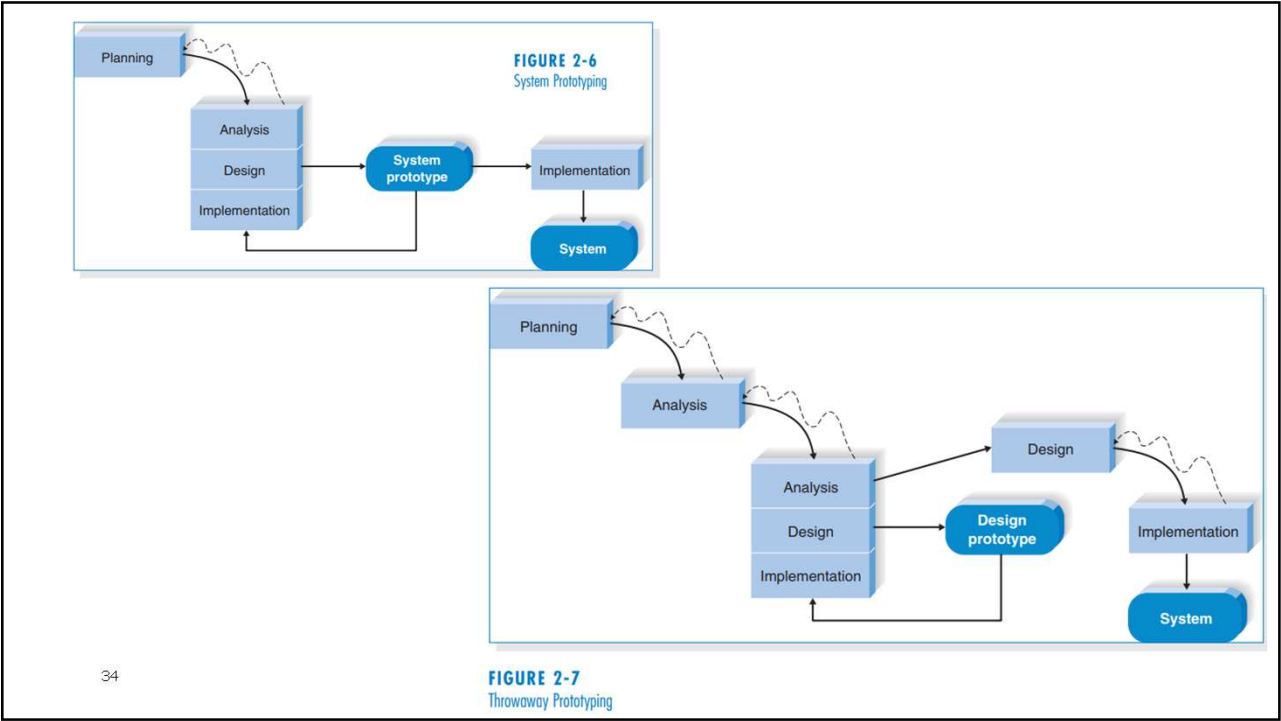 FIGURE 2-6
System Prototyping
Planning
Analysis
Design
Implementation
System
prototype
Implementation
System
Planning
Analysis
Analysis
Design
Implementation
Design
prototype
Design
Implementation
System
34
FIGURE 2-7
Throwaway Prototyping